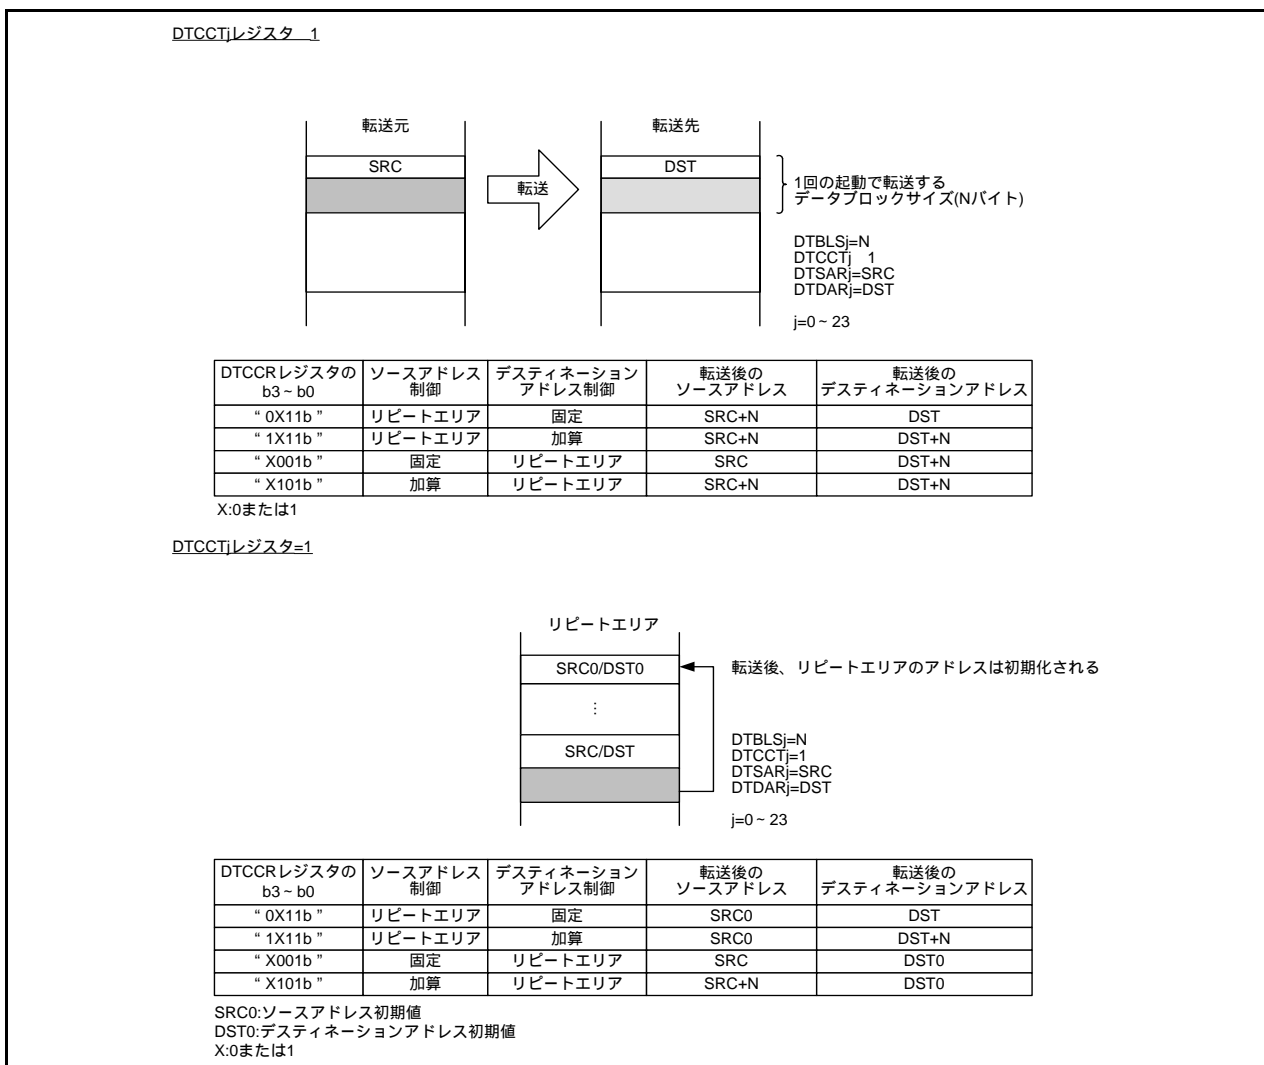 DTCCTjレジスタ 1
転送元
転送先
SRC
DST
転送
1回の起動で転送する
データブロックサイズ(Nバイト)
DTBLSj=N
DTCCTj 1
DTSARj=SRC
DTDARj=DST
j=0~23
DTCCRレジスタの b3~b0 ソースアドレス制御 デスティネーションアドレス制御 転送後のソースアドレス 転送後のデスティネーションアドレス
“0X11b” リピートエリア 固定 SRC+N DST
“1X11b” リピートエリア 加算 SRC+N DST+N
“X001b” 固定 リピートエリア SRC DST+N
“X101b” 加算 リピートエリア SRC+N DST+N
X:0または1
DTCCTjレジスタ=1
リピートエリア
SRC0/DST0
転送後、リピートエリアのアドレスは初期化される
⋮
SRC/DST
DTBLSj=N
DTCCTj=1
DTSARj=SRC
DTDARj=DST
j=0~23
DTCCRレジスタの b3~b0 ソースアドレス制御 デスティネーションアドレス制御 転送後のソースアドレス 転送後のデスティネーションアドレス
“0X11b” リピートエリア 固定 SRC0 DST
“1X11b” リピートエリア 加算 SRC0 DST+N
“X001b” 固定 リピートエリア SRC DST0
“X101b” 加算 リピートエリア SRC+N DST0
SRC0:ソースアドレス初期値
DST0:デスティネーションアドレス初期値
X:0または1